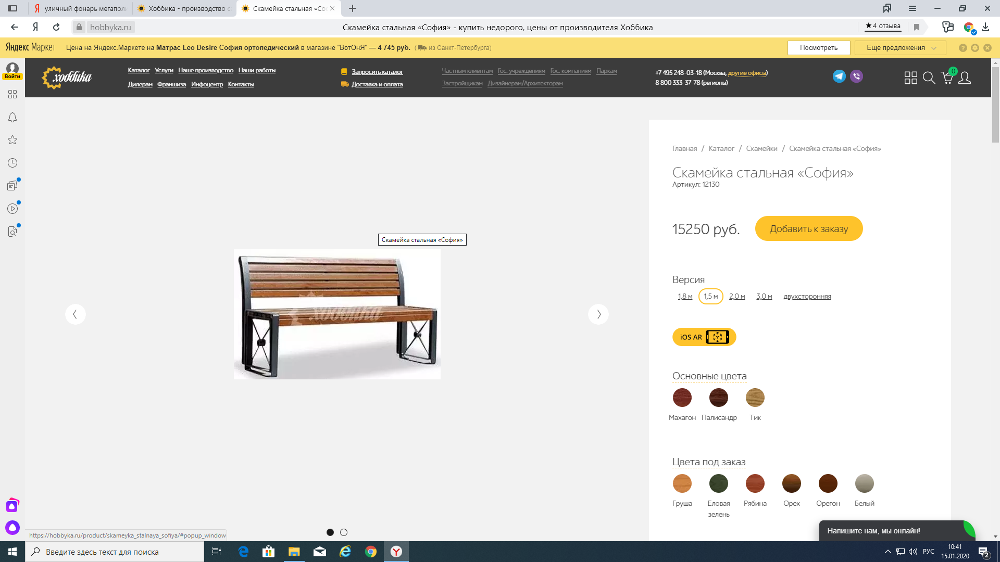 уличный фонарь мегапол
Хоббика - производство с
Скамейка стальная «Со
hobbyka.ru
Скамейка стальная «София» - купить недорого, цены от производителя Хоббика
★4 отзыва
Яндекс Маркет
Цена на Яндекс.Маркете на Матрас Leo Desire София ортопедический в магазине "ВотОнЯ" — 4 745 руб. ( из Санкт-Петербурга)
Посмотреть
Еще предложения
Войти
хоббика
Каталог Услуги Наше производство Наши работы
Дилерам Франшиза Инфоцентр Контакты
Запросить каталог
Доставка и оплата
Частным клиентам Гос. учреждениям Гос. компаниям Паркам
Застройщикам Дизайнерам/Архитекторам
+7 495 248-03-18 (Москва, другие офисы)
8 800 333-37-78 (регионы)
0
Главная / Каталог / Скамейки / Скамейка стальная «София»
Скамейка стальная «София»
Артикул: 12130
15250 руб.
Добавить к заказу
Скамейка стальная «София»
хоббика
Версия
1,8 м 1,5 м 2,0 м 3,0 м двухсторонняя
iOS AR
Основные цвета
Махагон Палисандр Тик
Цвета под заказ
Груша Еловая зелень Рябина Орех Орегон Белый
Напишите нам, мы онлайн!
https://hobbyka.ru/product/skameyka_stalnaya_sofiya/#popup_window
Введите здесь текст для поиска
РУС
10:41
15.01.2020
2